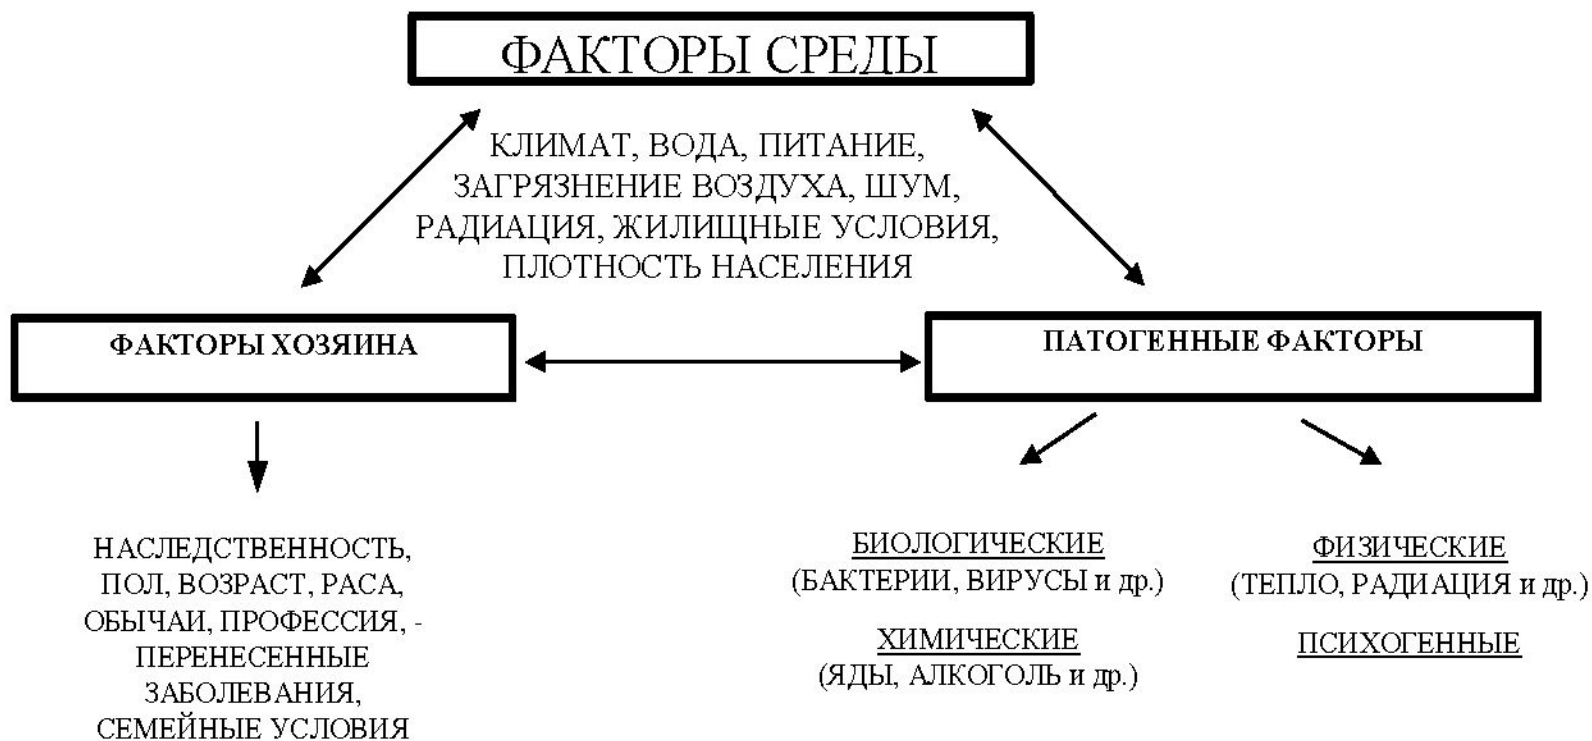 ФАКТОРЫ СРЕДЫ
КЛИМАТ, ВОДА, ПИТАНИЕ,
ЗАГРЯЗНЕНИЕ ВОЗДУХА, ШУМ,
РАДИАЦИЯ, ЖИЛИЩНЫЕ УСЛОВИЯ,
ПЛОТНОСТЬ НАСЕЛЕНИЯ
ФАКТОРЫ ХОЗЯИНА
ПАТОГЕННЫЕ ФАКТОРЫ
НАСЛЕДСТВЕННОСТЬ,
ПОЛ, ВОЗРАСТ, РАСА,
ОБЫЧАИ, ПРОФЕССИЯ, -
ПЕРЕНЕСЕННЫЕ
ЗАБОЛЕВАНИЯ,
СЕМЕЙНЫЕ УСЛОВИЯ
БИОЛОГИЧЕСКИЕ
(БАКТЕРИИ, ВИРУСЫ и др.)
ХИМИЧЕСКИЕ
(ЯДЫ, АЛКОГОЛЬ и др.)
ФИЗИЧЕСКИЕ
(ТЕПЛО, РАДИАЦИЯ и др.)
ПСИХОГЕННЫЕ